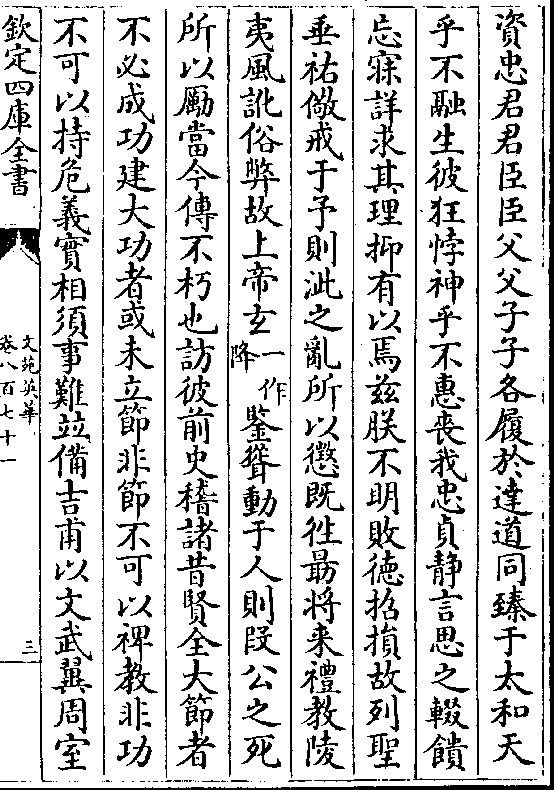 資忠君君臣臣父父子子各履於達道同臻于太和天
乎不融生彼狂悖神乎不惠喪我忠貞静言思之輟饋
忘寐詳求其理抑有以焉兹朕不明敗徳招損故列聖
垂祐儆戒于予則泚之亂所以懲既徃勗将来禮教陵
夷風訛俗弊故上帝玄一作降鑒聳動于人則段公之死
所以勵當今傳不朽也訪彼前史稽諸昔賢全大節者
不必成功建大功者或未立節非節不可以禆教非功
不可以持危義實相須事難竝備吉甫以文武翼周室
欽定四庫全書
文苑英華
卷八百七十一
三